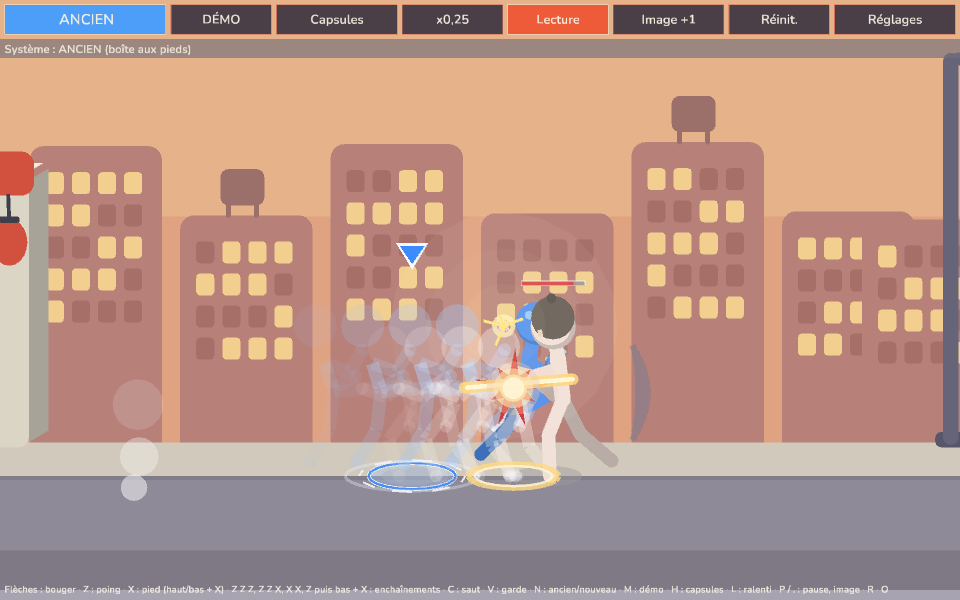 ANCIEN
DÉMO
Capsules
x0,25
Lecture
Image +1
Réinit.
Réglages
Système : ANCIEN (boîte aux pieds)
Flèches : bouger · Z : poing · X : pied (haut/bas + X) · Z Z Z, Z Z X, X X, Z puis bas + X : enchaînements · C : saut · V : garde · N : ancien/nouveau · M : démo · H : capsules · L : ralenti · P / . : pause, image · R · O